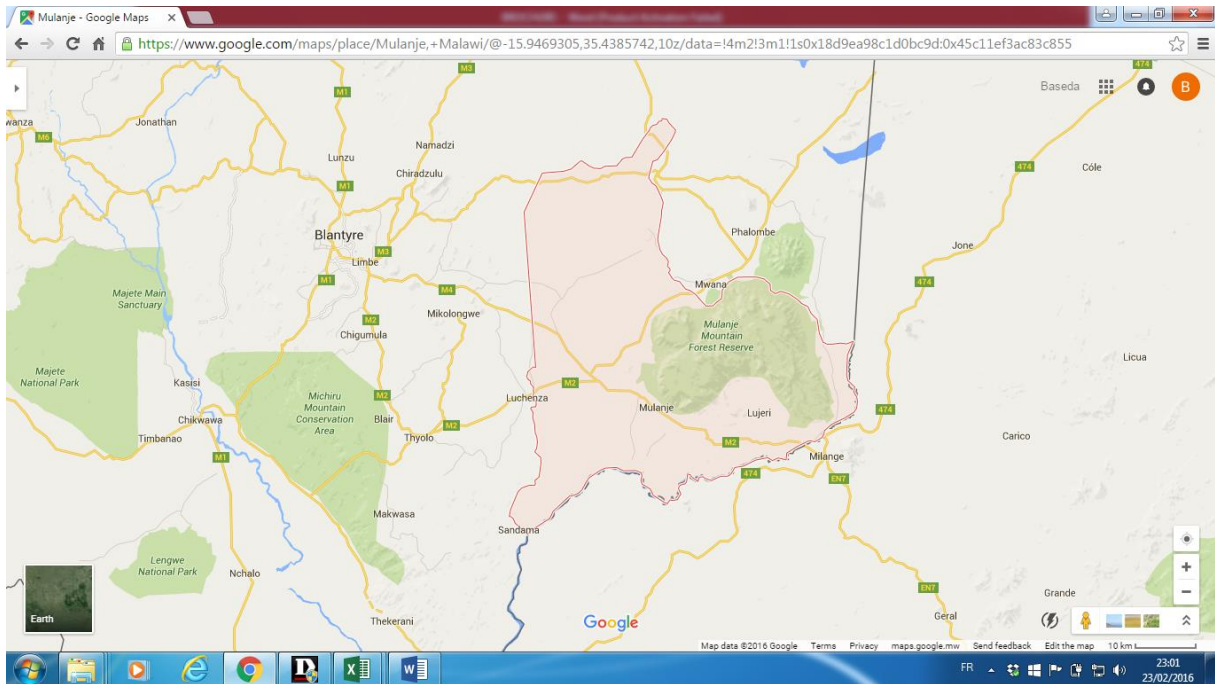 Mulanje - Google Maps
https://www.google.com/maps/place/Mulanje,+Malawi/@-15.9469305,35.4385742,10z/data=!4m2!3m1!1s0x18d9ea98c1d0bc9d:0x45c11ef3ac83c855
M3
474
M1
Baseda
B
wanza
Jonathan
M6
Namadzi
Lunzu
474
Cóle
Chiradzulu
M1
Blantyre
Phalombe
M3
Jone
Limbe
M1
474
Mwana
M4
Majete Main
Sanctuary
Mikolongwe
M2
Mulanje
Mountain
Forest Reserve
Chigumula
Licua
Majete
National Park
Kasisi
M2
Michiru
Mountain
Conservation
Area
M2
Luchenza
Mulanje
Lujeri
474
Chikwawa
Blair
M2
Timbanao
Thyolo
M2
Carico
M1
Milange
474
EN7
Makwasa
Sandama
Lengwe
National Park
Nchalo
EN7
Grande
Earth
Thekerani
Google
Geral
Map data ©2016 Google Terms Privacy maps.google.mw Send feedback Edit the map 10 km
FR
23:01
23/02/2016